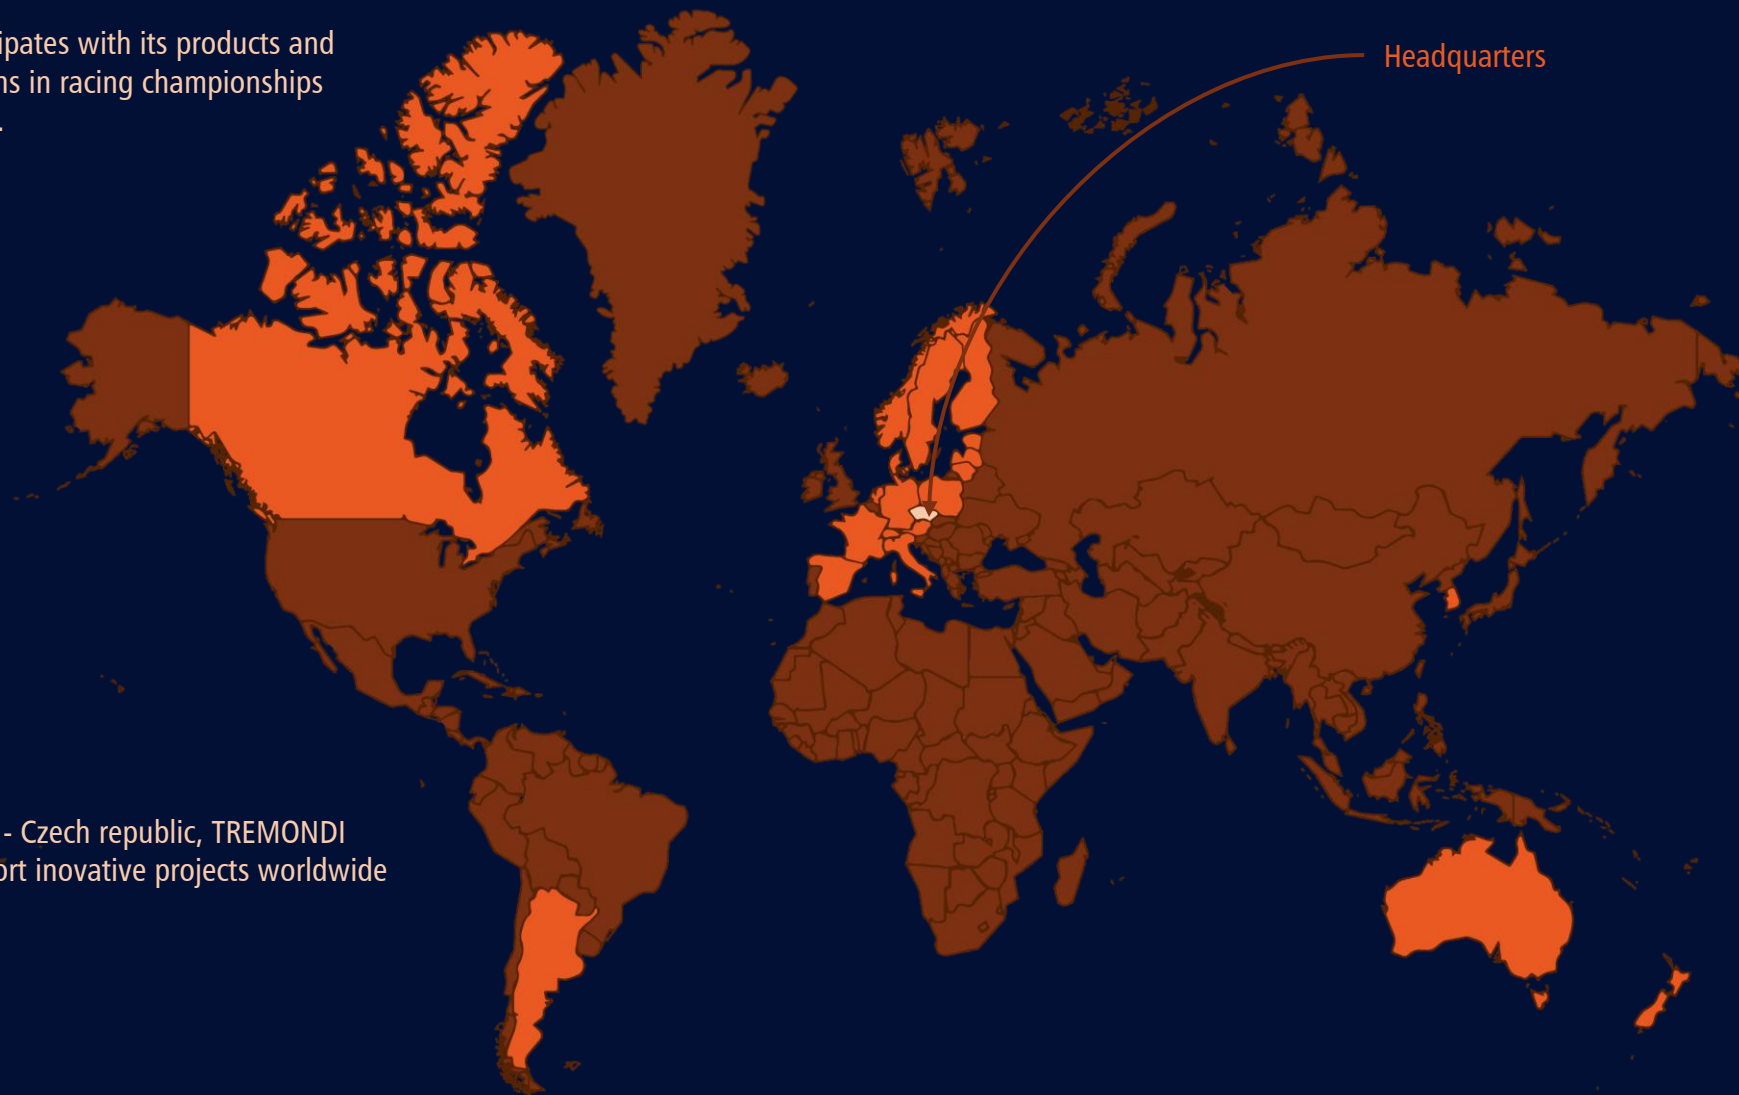 ipates with its products and
ns in racing championships
.
Headquarters
- Czech republic, TREMONDI
ort inovative projects worldwide